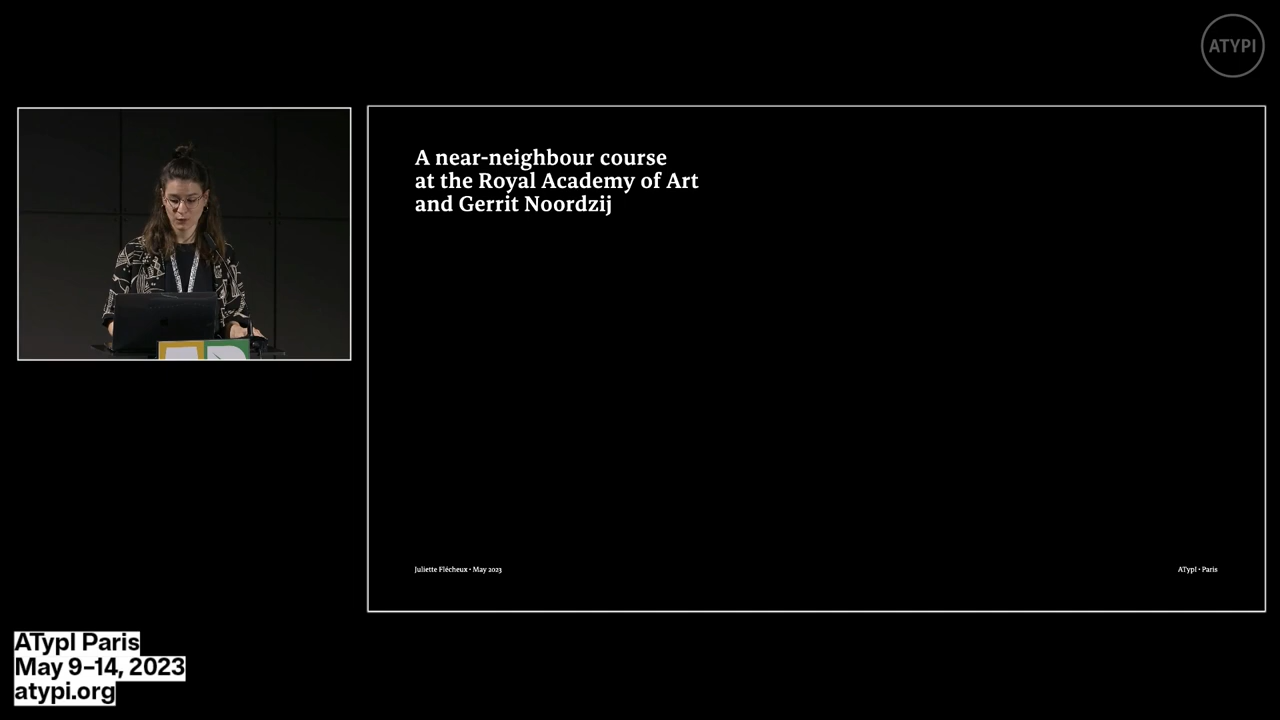 ATYPI
A near-neighbour course
at the Royal Academy of Art
and Gerrit Noordzij
Juliette Flécheux • May 2023
ATypI • Paris
ATypI Paris
May 9–14, 2023
atypi.org